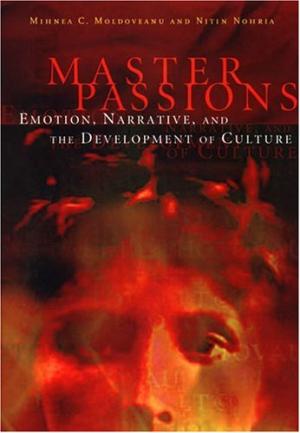 Mihnea C. Moldoveanu and Nitin Nohria
Master
Passions
Emotion, Narrative, and
the Development of Culture